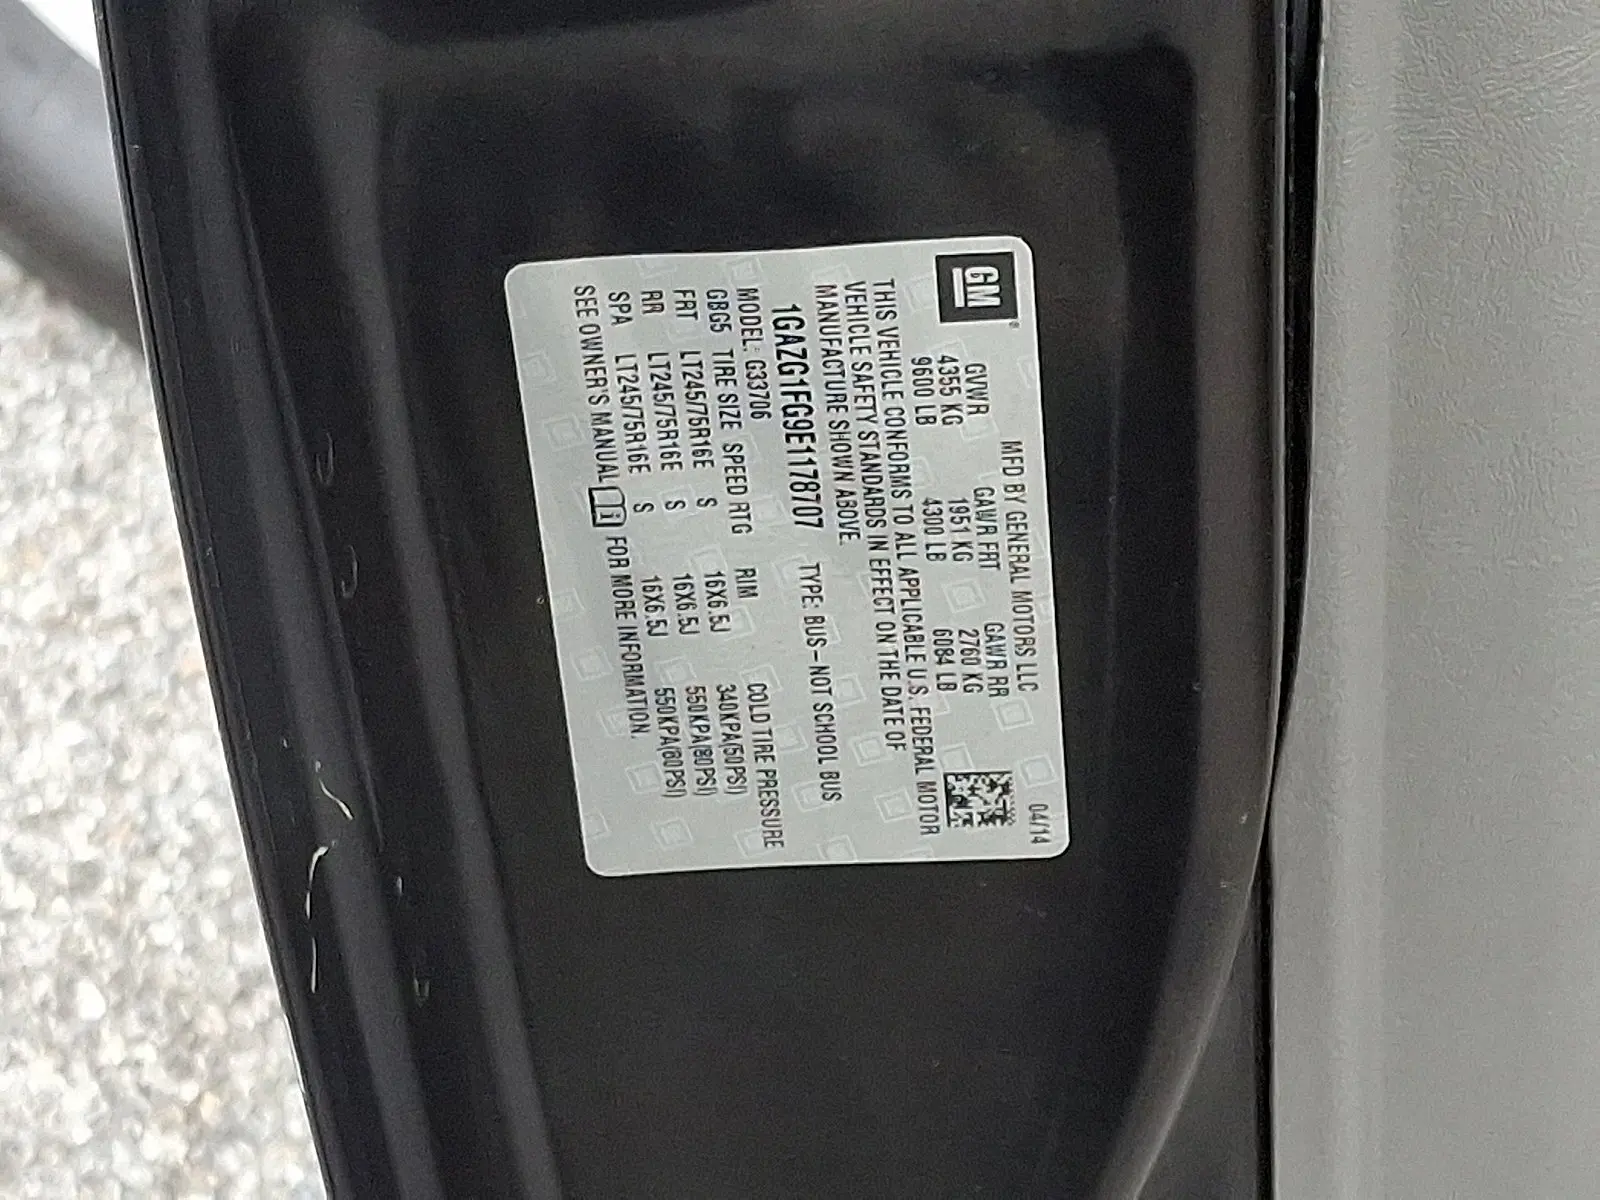 GM
MFD BY GENERAL MOTORS LLC 04/14
GVWR GAWR FRT GAWR RR
4355 KG 1951 KG 2760 KG
9600 LB 4300 LB 6084 LB
THIS VEHICLE CONFORMS TO ALL APPLICABLE U.S. FEDERAL MOTOR
VEHICLE SAFETY STANDARDS IN EFFECT ON THE DATE OF
MANUFACTURE SHOWN ABOVE.
1GAZG1FG9E1178707 TYPE: BUS-NOT SCHOOL BUS
MODEL: G33706
GBG5 TIRE SIZE SPEED RTG RIM COLD TIRE PRESSURE
FRT LT245/75R16E S 16X6.5J 340KPA(50PSI)
RR LT245/75R16E S 16X6.5J 550KPA(80PSI)
SPA LT245/75R16E S 16X6.5J 550KPA(80PSI)
SEE OWNER'S MANUAL i FOR MORE INFORMATION.